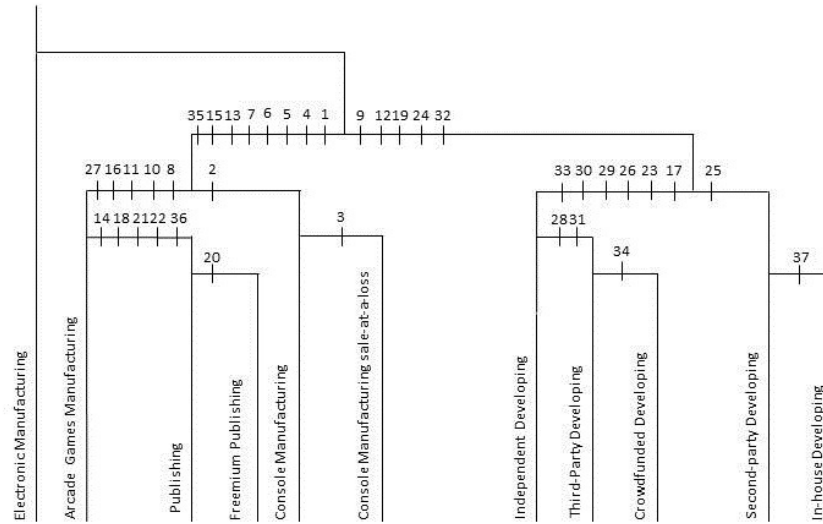 35 15 13 7 6 5 4 1 9 12 19 24 32
27 16 11 10 8 2 33 30 29 26 23 17 25
14 18 21 22 36 28 31
3
20 34 37
Electronic Manufacturing
Arcade Games Manufacturing
Publishing
Freemium Publishing
Console Manufacturing
Console Manufacturing sale-at-a-loss
Independent Developing
Third-Party Developing
Crowdfunded Developing
Second-party Developing
In-house Developing